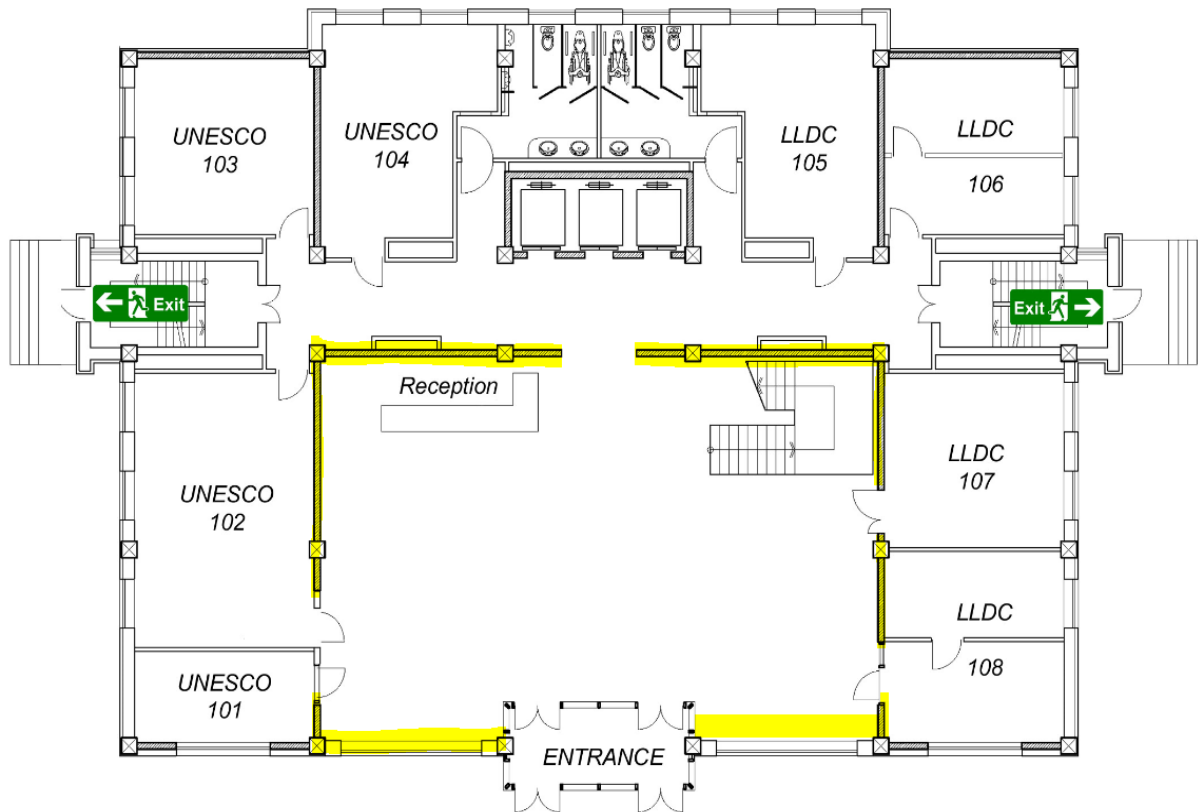 UNESCO
103
UNESCO
104
LLDC
105
LLDC
106
Exit
Exit
Reception
UNESCO
102
LLDC
107
LLDC
108
UNESCO
101
ENTRANCE